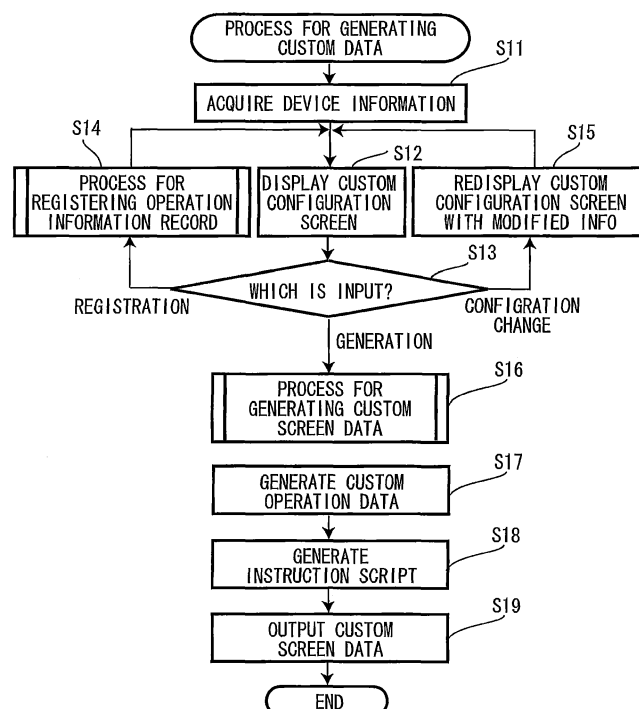 PROCESS FOR GENERATING
CUSTOM DATA
S11
ACQUIRE DEVICE INFORMATION
S14
PROCESS FOR
REGISTERING OPERATION
INFORMATION RECORD
S12
DISPLAY CUSTOM
CONFIGURATION
SCREEN
S15
REDISPLAY CUSTOM
CONFIGURATION SCREEN
WITH MODIFIED INFO
S13
WHICH IS INPUT?
REGISTRATION
CONFIGRATION
CHANGE
GENERATION
S16
PROCESS FOR
GENERATING CUSTOM
SCREEN DATA
S17
GENERATE CUSTOM
OPERATION DATA
S18
GENERATE
INSTRUCTION SCRIPT
S19
OUTPUT CUSTOM
SCREEN DATA
END